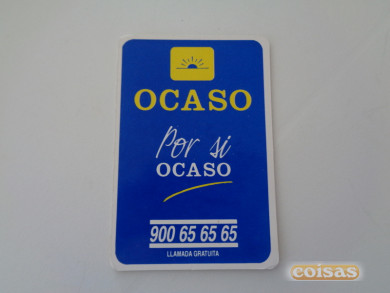 OCASO
Por si
OCASO
900 65 65 65
LLAMADA GRATUITA
coisas